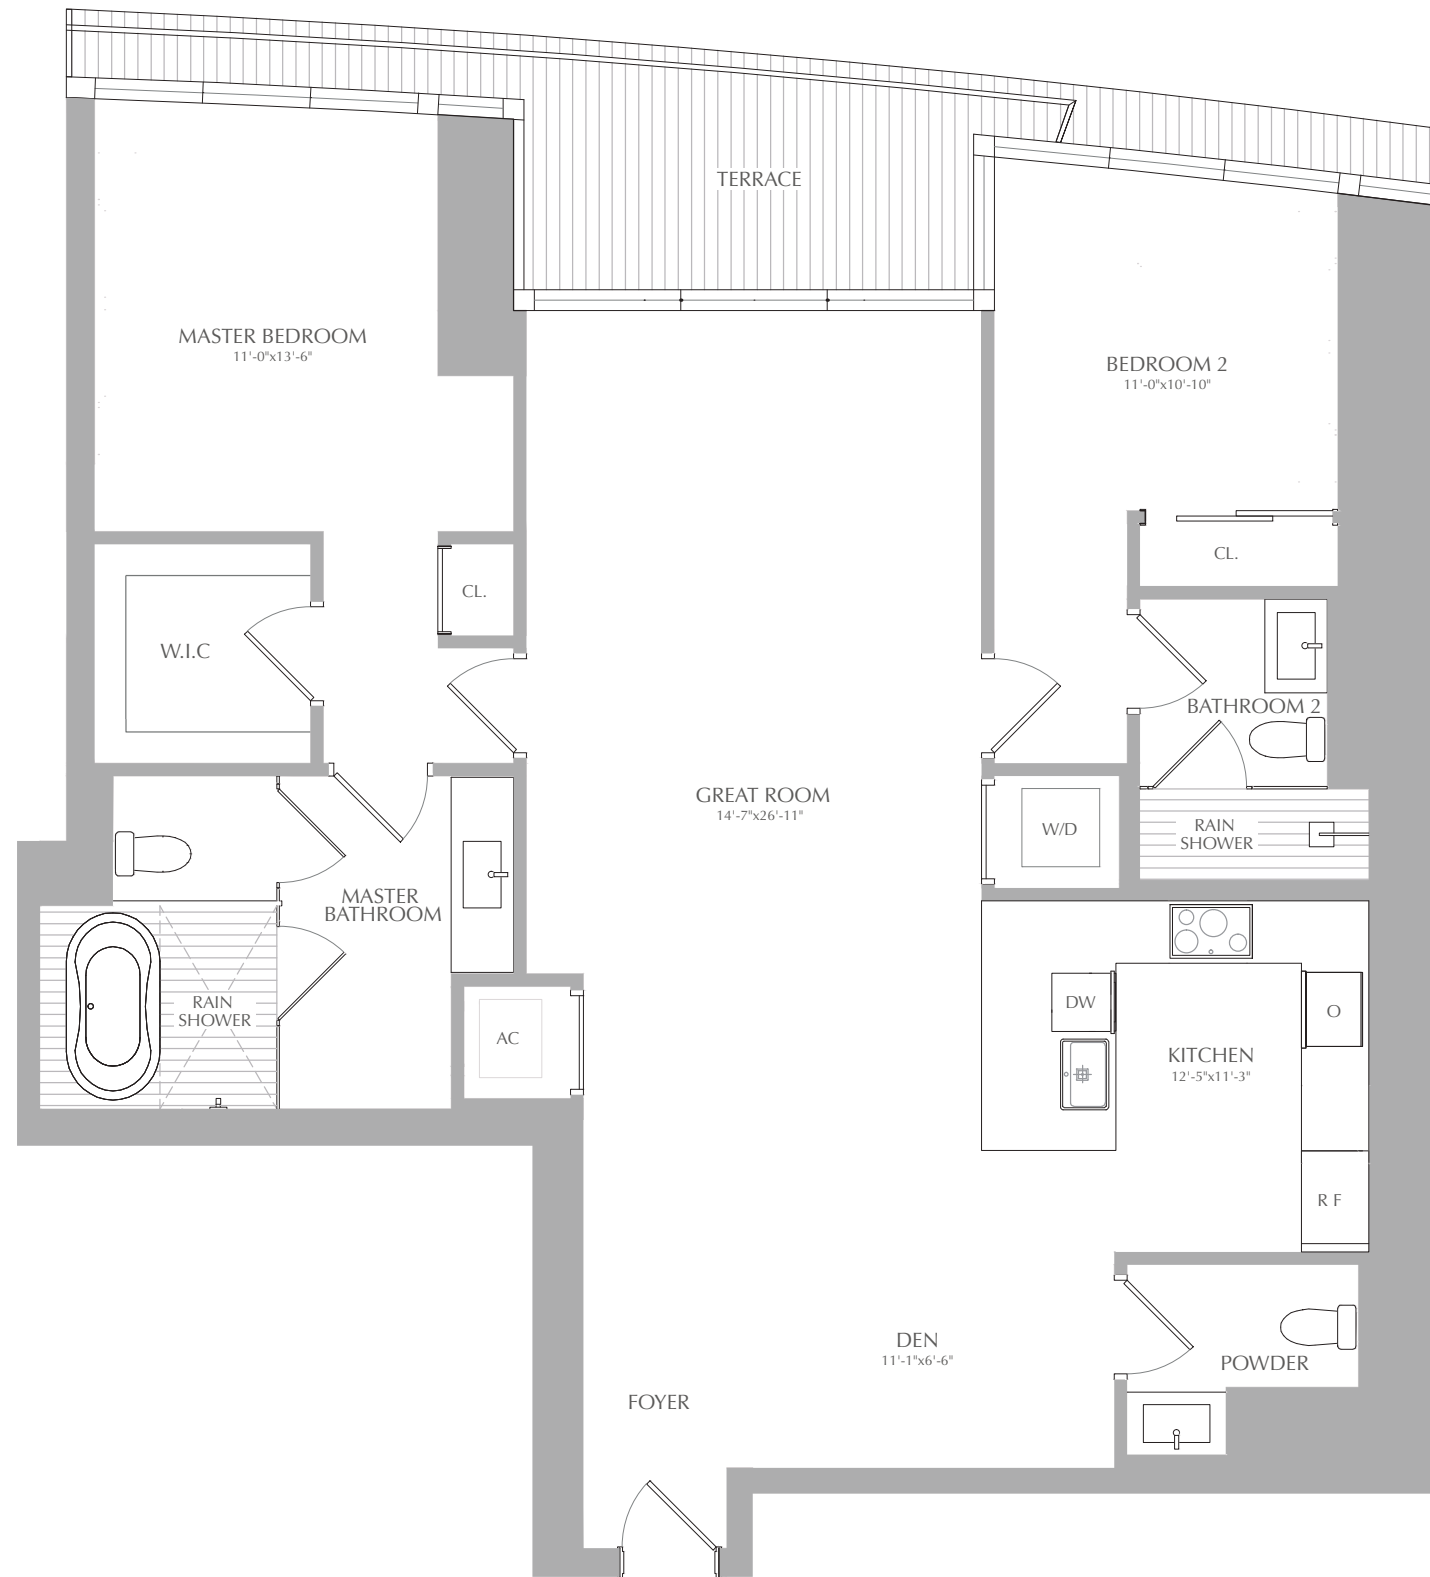 TERRACE
MASTER BEDROOM
11'-0"x13'-6"
BEDROOM 2
11'-0"x10'-10"
CL.
CL.
W.I.C
BATHROOM 2
GREAT ROOM
14'-7"x26'-11"
W/D
RAIN
SHOWER
MASTER
BATHROOM
RAIN
SHOWER
AC
DW
O
KITCHEN
12'-5"x11'-3"
R F
DEN
11'-1"x6'-6"
POWDER
FOYER